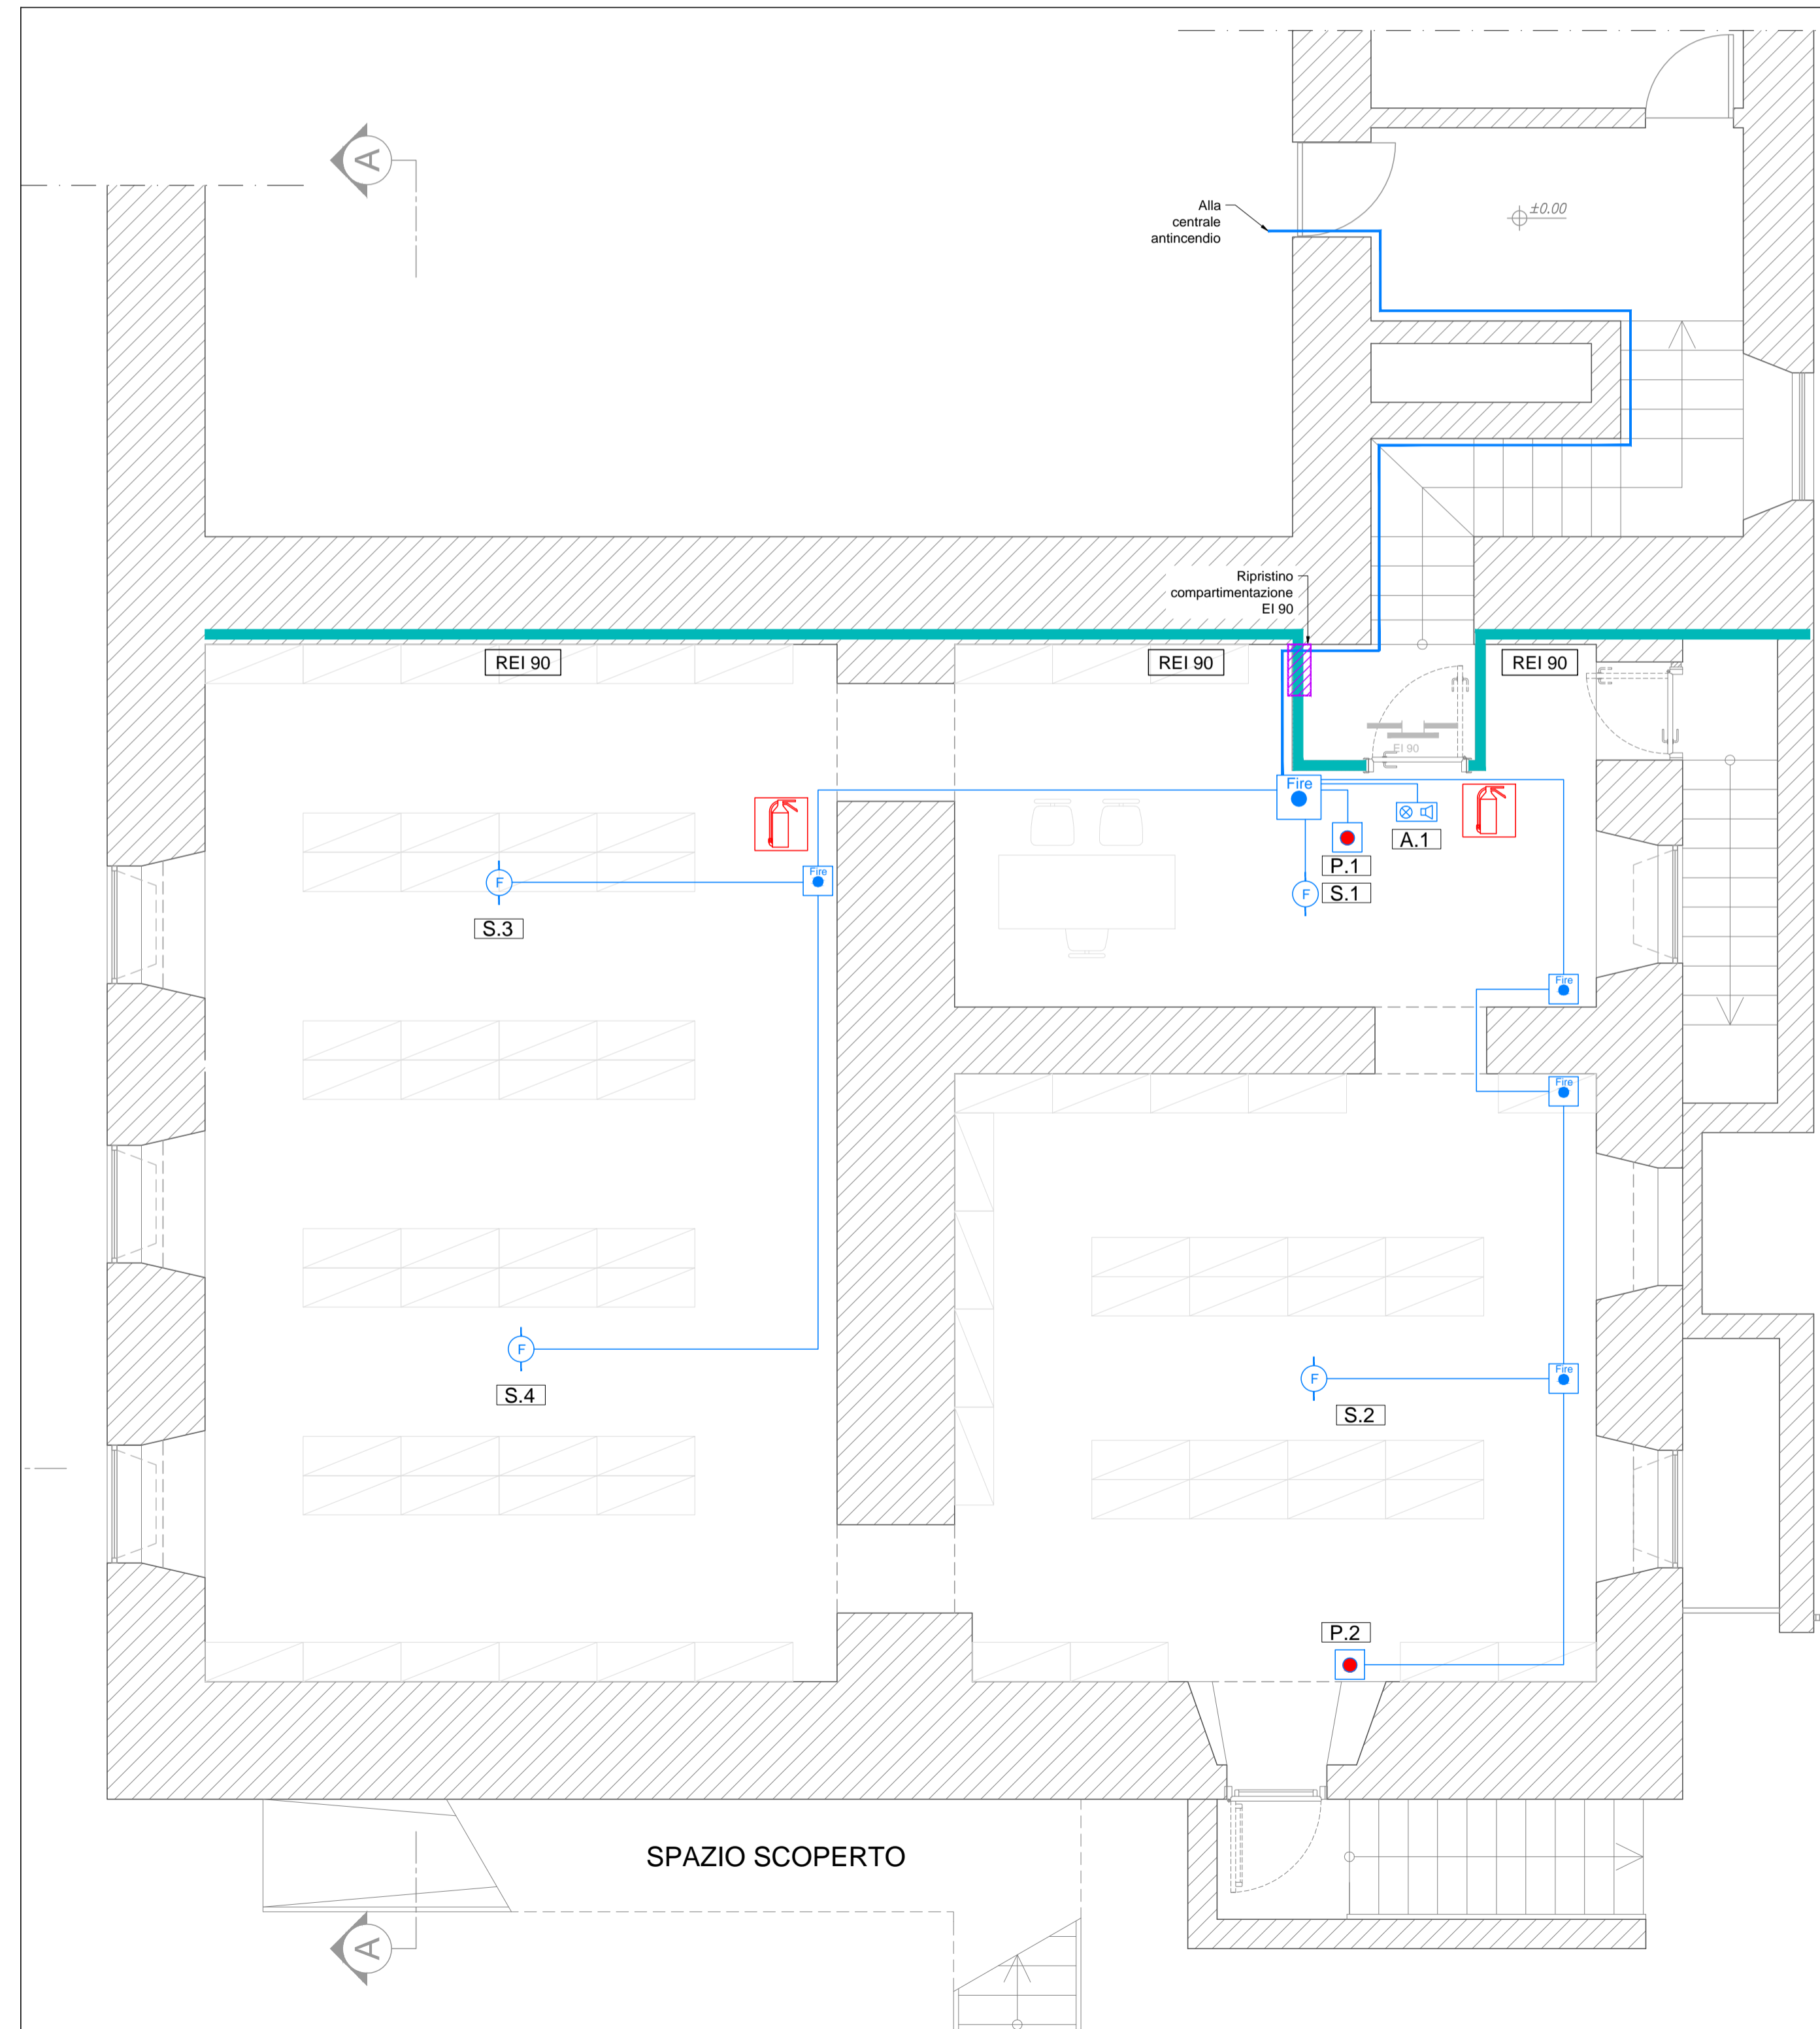 A
±0.00
Alla
centrale
antincendio
Ripristino
compartimentazione
EI 90
REI 90
REI 90
REI 90
EI 90
Fire
A.1
P.1
F
S.1
Fire
F
S.3
Fire
Fire
F
S.4
F
Fire
S.2
P.2
SPAZIO SCOPERTO
A